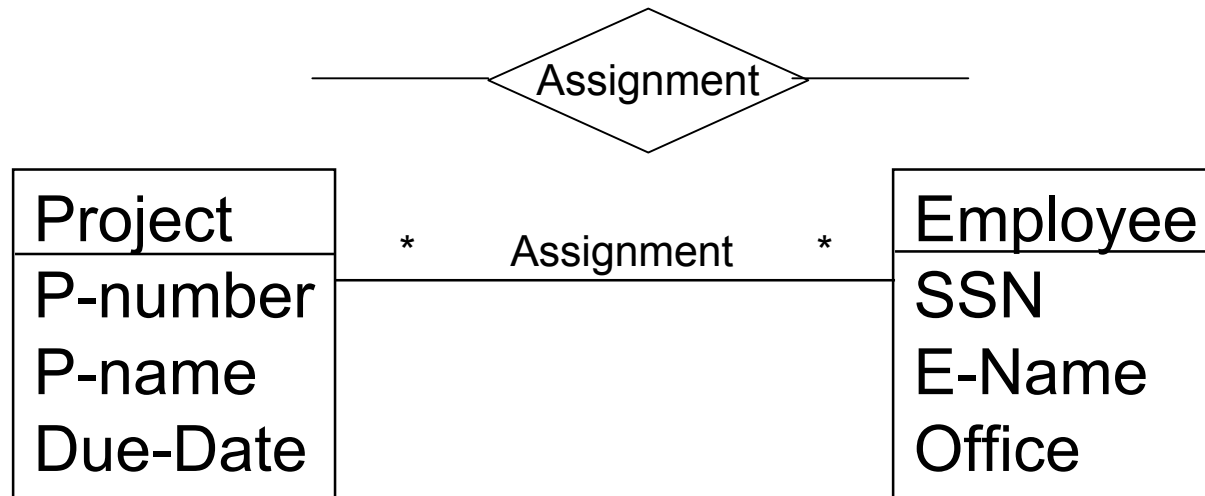 Assignment
Project
* Assignment *
Employee
P-number
P-name
Due-Date
SSN
E-Name
Office